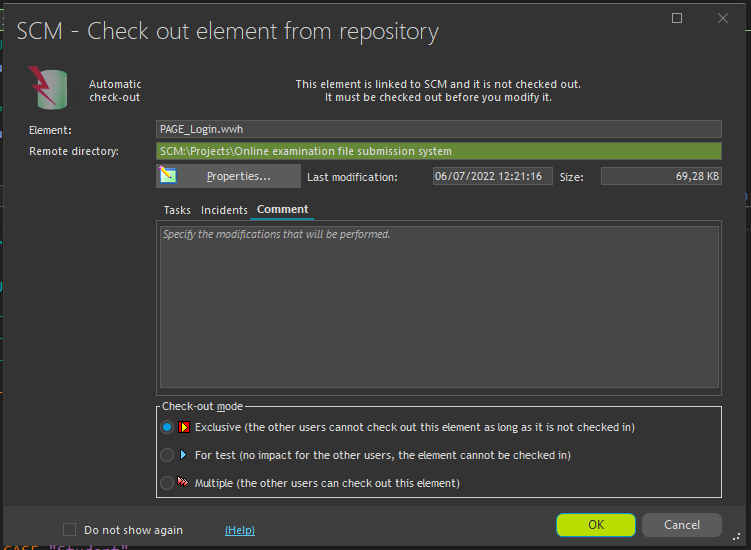 SCM - Check out element from repository
Automatic
check-out
This element is linked to SCM and it is not checked out.
It must be checked out before you modify it.
Element: PAGE_Login.wwh
Remote directory: SCM:\Projects\Online examination file submission system
Properties... Last modification: 06/07/2022 12:21:16 Size: 69,28 KB
Tasks Incidents Comment
Specify the modifications that will be performed.
Check-out mode
Exclusive (the other users cannot check out this element as long as it is not checked in)
For test (no impact for the other users, the element cannot be checked in)
Multiple (the other users can check out this element)
Do not show again (Help) OK Cancel
CASE "Student"